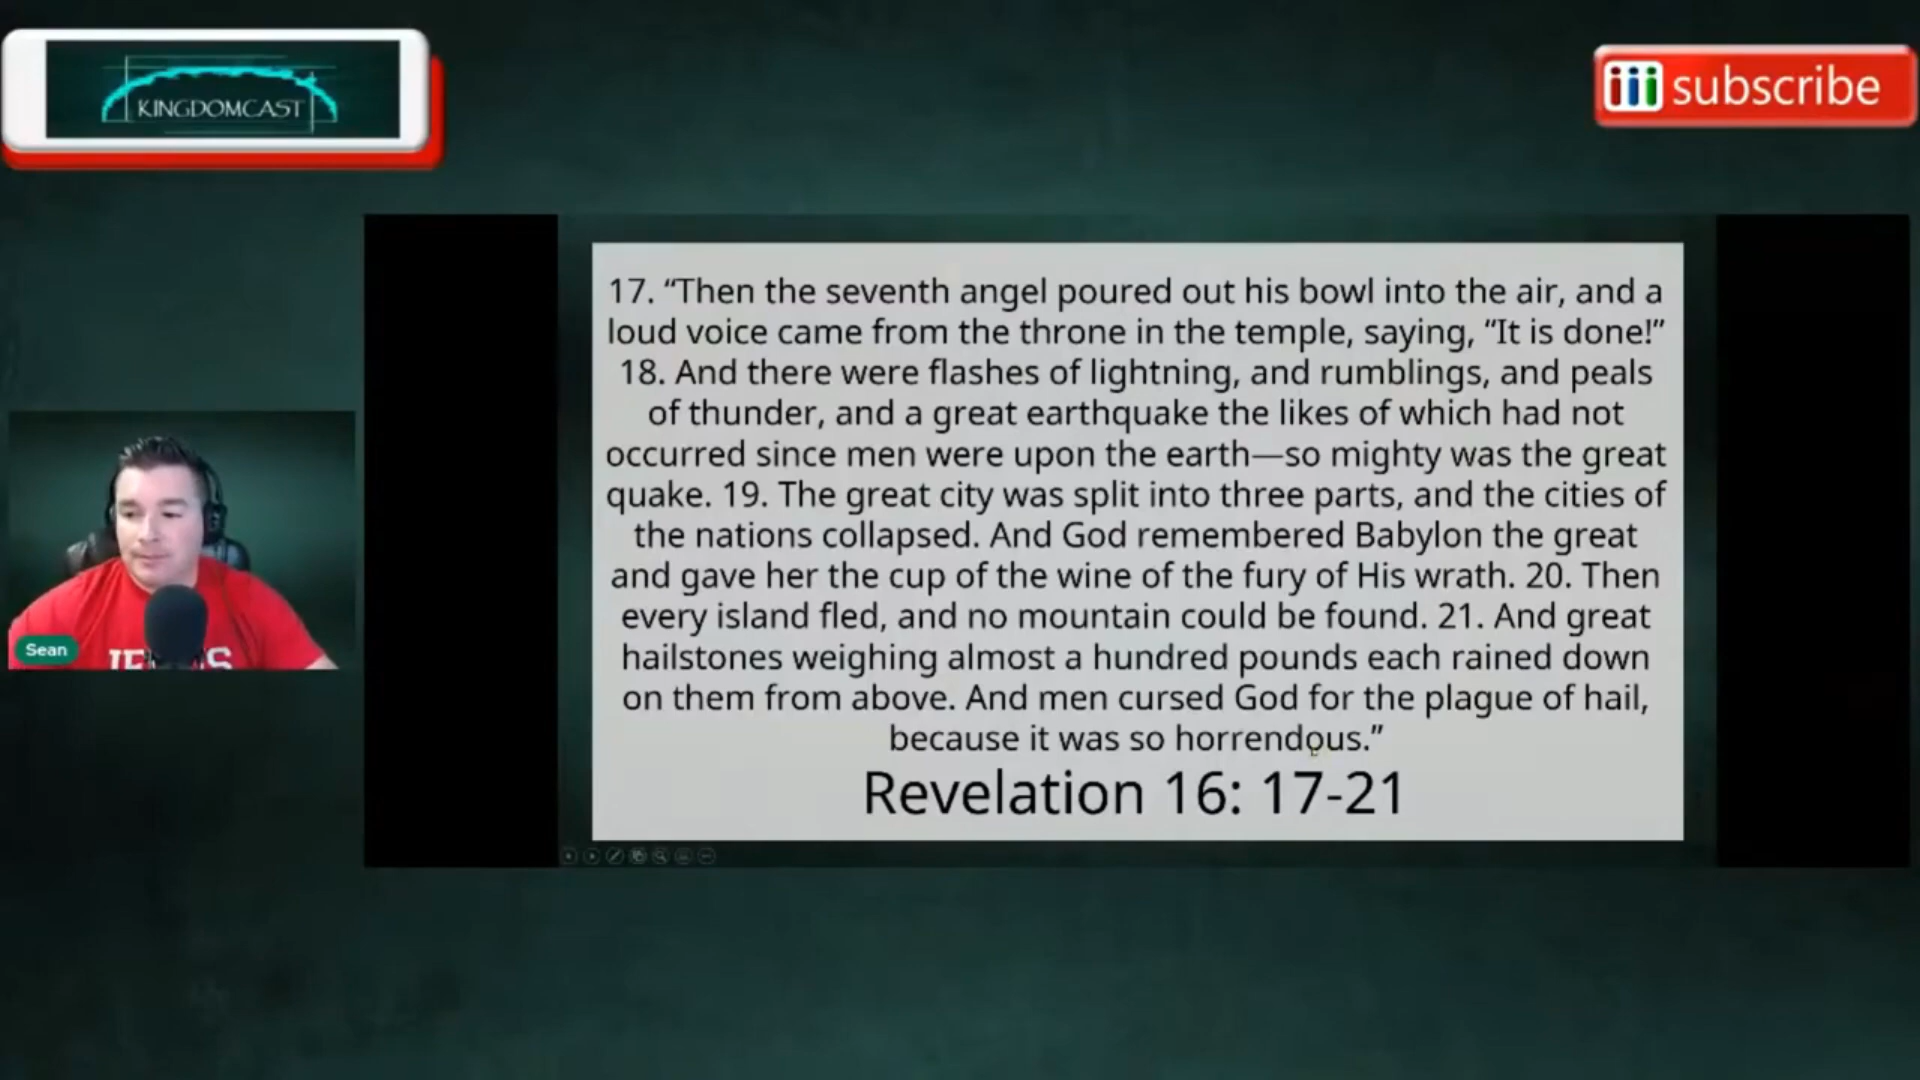 KINGDOMCAST
subscribe
17. “Then the seventh angel poured out his bowl into the air, and a
loud voice came from the throne in the temple, saying, “It is done!”
18. And there were flashes of lightning, and rumblings, and peals
of thunder, and a great earthquake the likes of which had not
occurred since men were upon the earth—so mighty was the great
quake. 19. The great city was split into three parts, and the cities of
the nations collapsed. And God remembered Babylon the great
and gave her the cup of the wine of the fury of His wrath. 20. Then
every island fled, and no mountain could be found. 21. And great
hailstones weighing almost a hundred pounds each rained down
on them from above. And men cursed God for the plague of hail,
because it was so horrendous.”
Revelation 16: 17-21
Sean